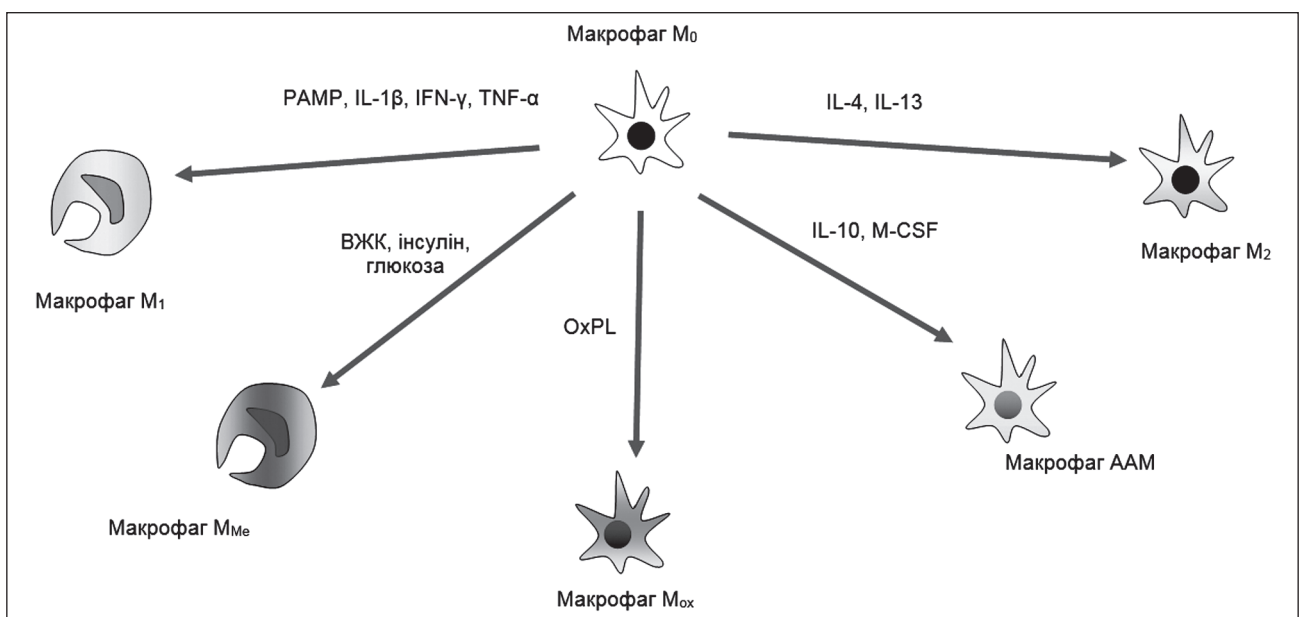 Макрофаг M0
PAMP, IL-1β, IFN-γ, TNF-α
IL-4, IL-13
ВЖК, інсулін,
глюкоза
IL-10, M-CSF
Макрофаг M2
Макрофаг M1
OxPL
Макрофаг AAM
Макрофаг MMe
Макрофаг Mox